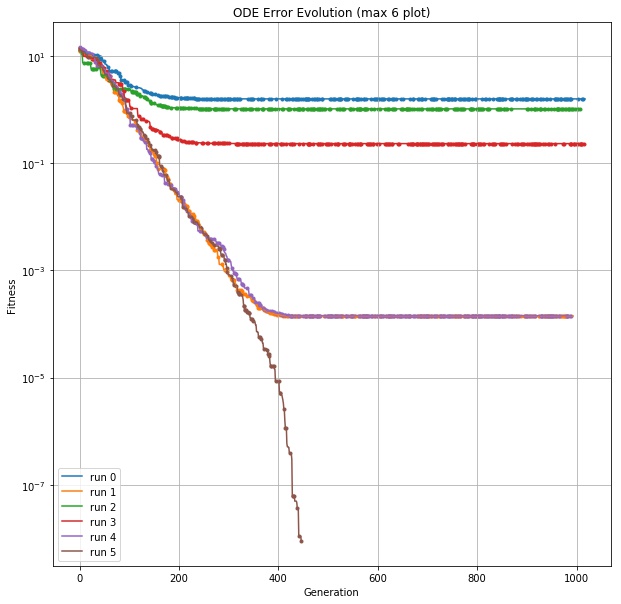 ODE Error Evolution (max 6 plot)
Fitness
10¹
10⁻¹
10⁻³
10⁻⁵
10⁻⁷
run 0
run 1
run 2
run 3
run 4
run 5
0 200 400 600 800 1000
Generation